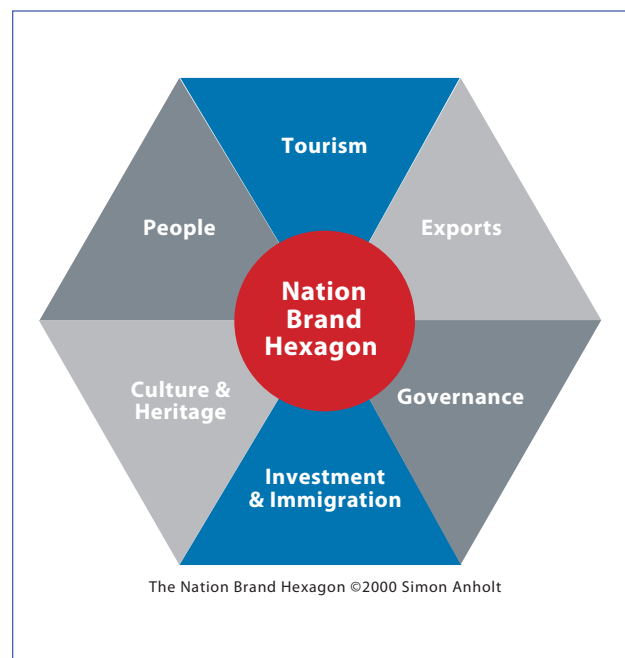 Tourism
People
Exports
Nation
Brand
Hexagon
Culture &
Heritage
Governance
Investment
& Immigration
The Nation Brand Hexagon ©2000 Simon Anholt